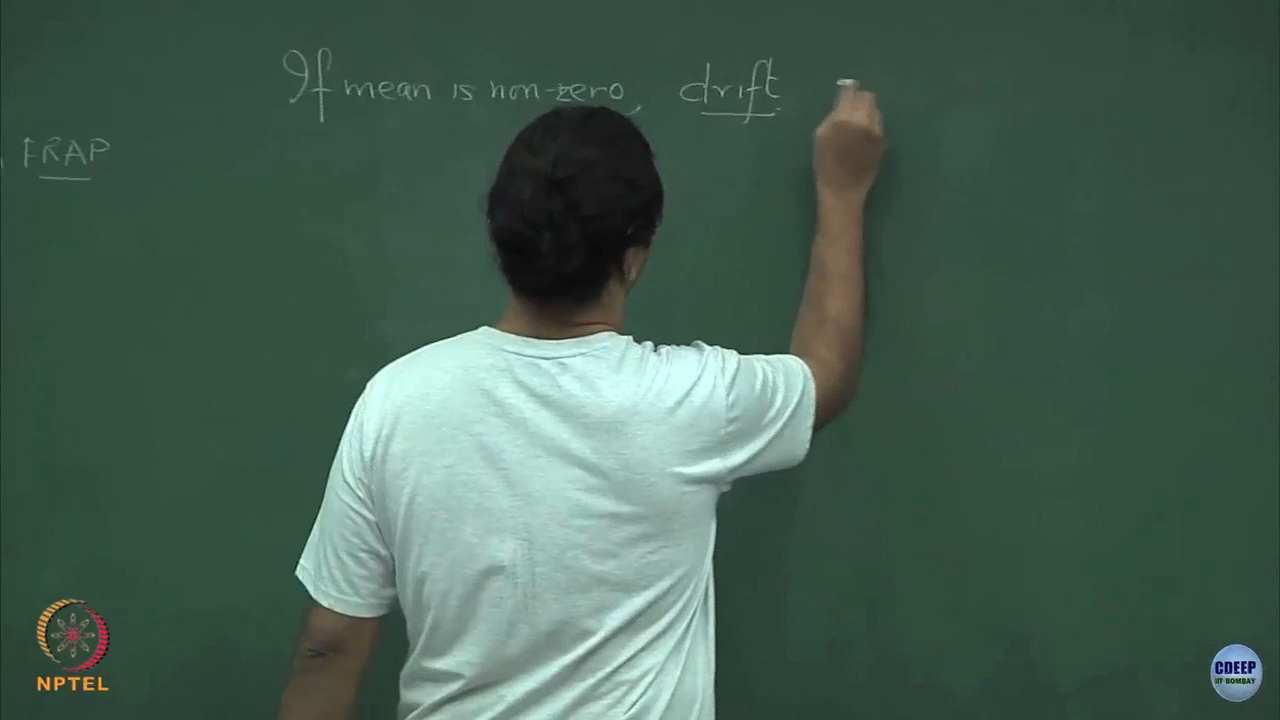 If mean is non-zero, drift
FRAP
NPTEL
CDEEP
IIT BOMBAY